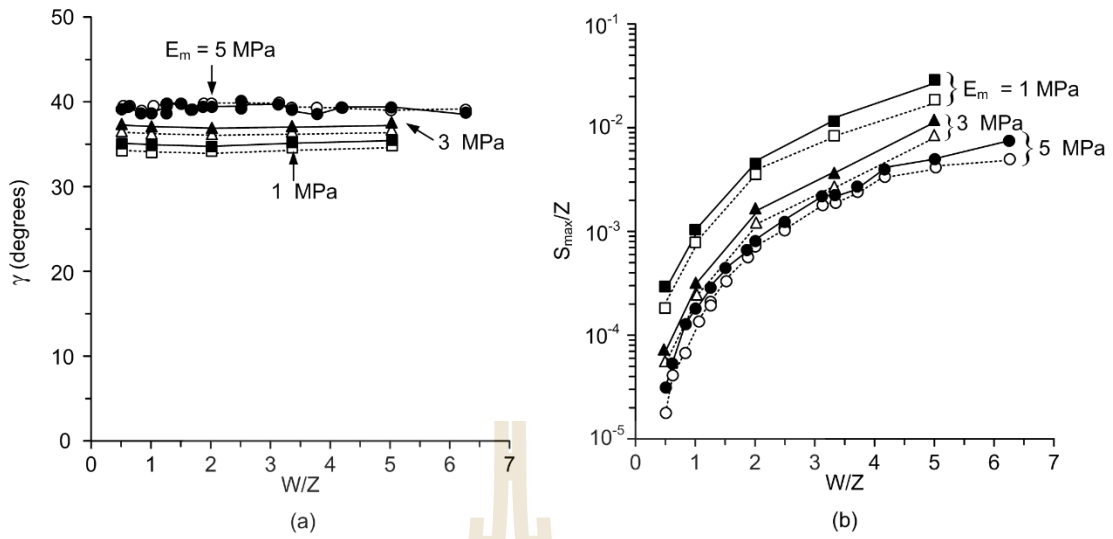 50
40
30
20
10
0
γ (degrees)
E_m = 5 MPa
3 MPa
1 MPa
0 1 2 3 4 5 6 7
W/Z
(a)
10^-1
10^-2
10^-3
10^-4
10^-5
S_max/Z
E_m = 1 MPa
3 MPa
5 MPa
0 1 2 3 4 5 6 7
W/Z
(b)